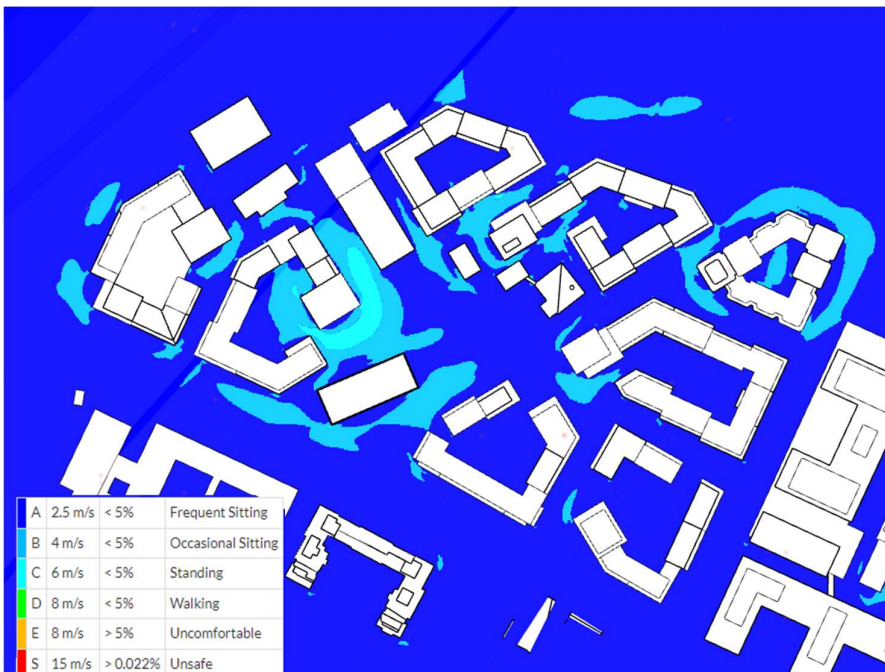 A 2.5 m/s < 5% Frequent Sitting
B 4 m/s < 5% Occasional Sitting
C 6 m/s < 5% Standing
D 8 m/s < 5% Walking
E 8 m/s > 5% Uncomfortable
S 15 m/s > 0.022% Unsafe